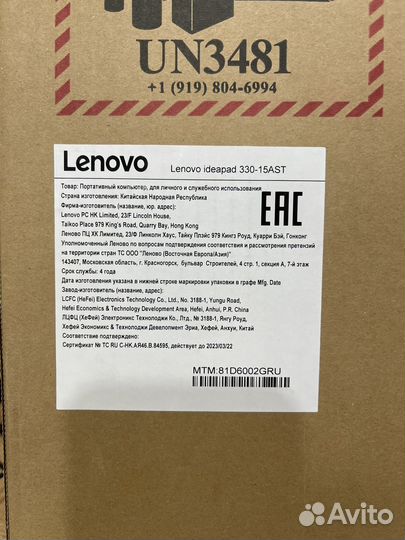 UN3481
+1 (919) 804-6994
Lenovo
Lenovo ideapad 330-15AST
Товар: Портативный компьютер, для личного и служебного использования
Страна изготовления: Китайская Народная Республика
Фирма-изготовитель (название, юр. адрес):
Lenovo PC HK Limited, 23/F Lincoln House,
Taikoo Place 979 King's Road, Quarry Bay, Hong Kong
Леново ПЦ ХК Лимитед, 23/Ф Линколн Хаус, Тайку Плэйс 979 Кингз Роуд, Куарри Бэй, Гонконг
Уполномоченный Леново по вопросам подтверждения соответствия и рассмотрения претензий
на территории стран ТС ООО "Леново (Восточная Европа/Азия)"
143407, Московская область, г. Красногорск, бульвар Строителей, 4 стр. 1, секция А, 7-й этаж
Срок службы: 4 года
Дата изготовления указана в нижней строке маркировки упаковки в графе Mfg. Date
Завод-изготовитель (название, адрес):
LCFC (HeFei) Electronics Technology Co., Ltd., No. 3188-1, Yungu Road,
Hefei Economics & Technology Development Area, Hefei, Anhui, P.R. China
ЛЦФЦ (ХэФей) Электроникс Технолоджи Ко., Лтд., № 3188-1, Янгу Роуд,
Хефей Экономикс & Технолоджи Девелопмент Эриа, Хефей, Анхуи, Китай
Соответствие подтверждено:
Сертификат № ТС RU C-HK.АЯ46.В.84595, действует до 2023/03/22
EAC
MTM:81D6002GRU
Avito